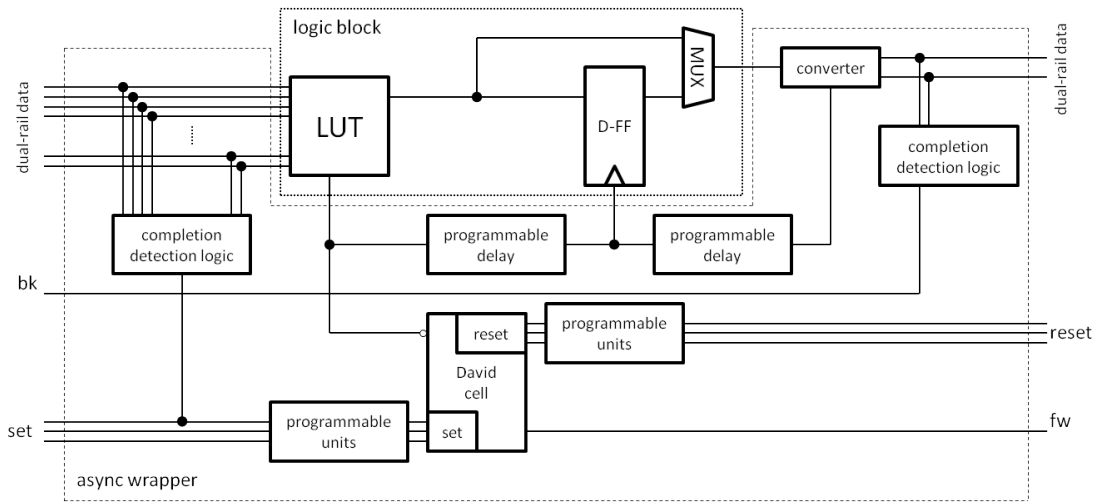 logic block
dual-rail data
LUT
D-FF
MUX
converter
dual-rail data
completion
detection logic
completion
detection logic
programmable
delay
programmable
delay
bk
reset
programmable
units
reset
David
cell
set
programmable
units
set
fw
async wrapper